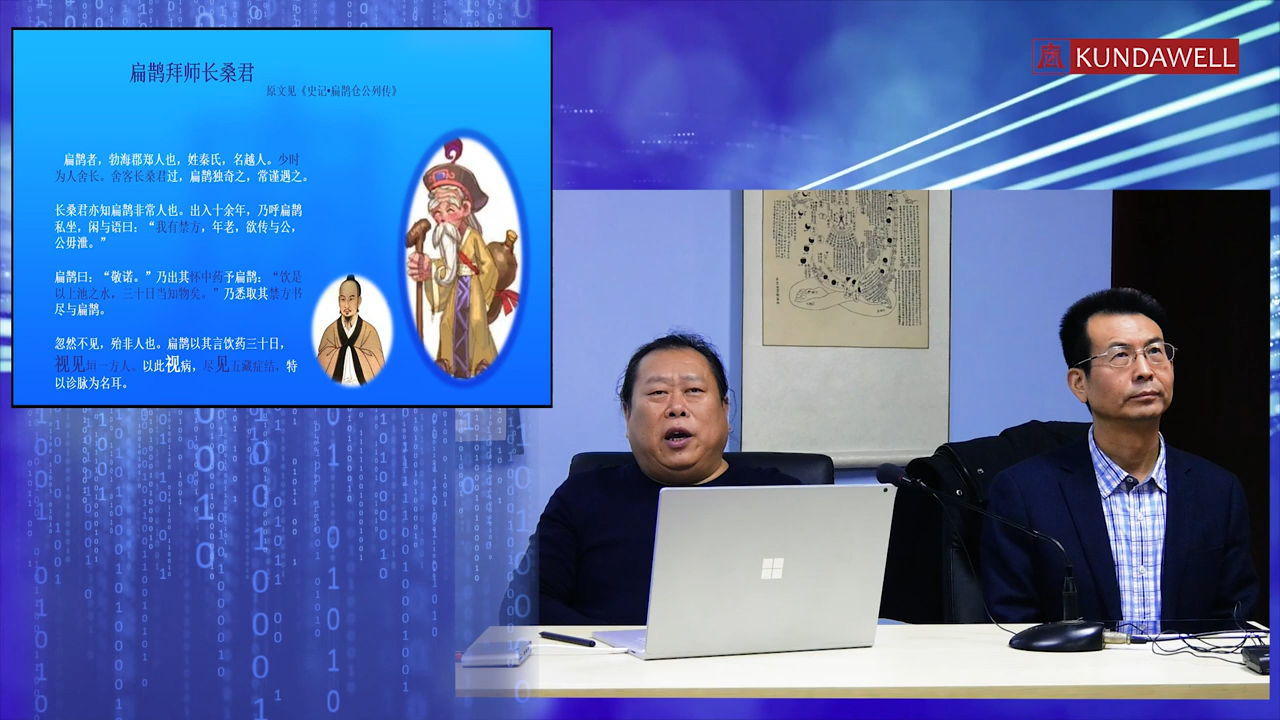 扁鹊拜师长桑君
原文见《史记•扁鹊仓公列传》
扁鹊者，勃海郡郑人也，姓秦氏，名越人。少时
为人舍长。舍客长桑君过，扁鹊独奇之，常谨遇之。
长桑君亦知扁鹊非常人也。出入十余年，乃呼扁鹊
私坐，闲与语曰：“我有禁方，年老，欲传与公，
公毋泄。”
扁鹊曰：“敬诺。”乃出其怀中药予扁鹊：“饮是
以上池之水，三十日当知物矣。”乃悉取其禁方书
尽与扁鹊。
忽然不见，殆非人也。扁鹊以其言饮药三十日，
视见垣一方人。以此视病，尽见五藏症结，特
以诊脉为名耳。
KUNDAWELL